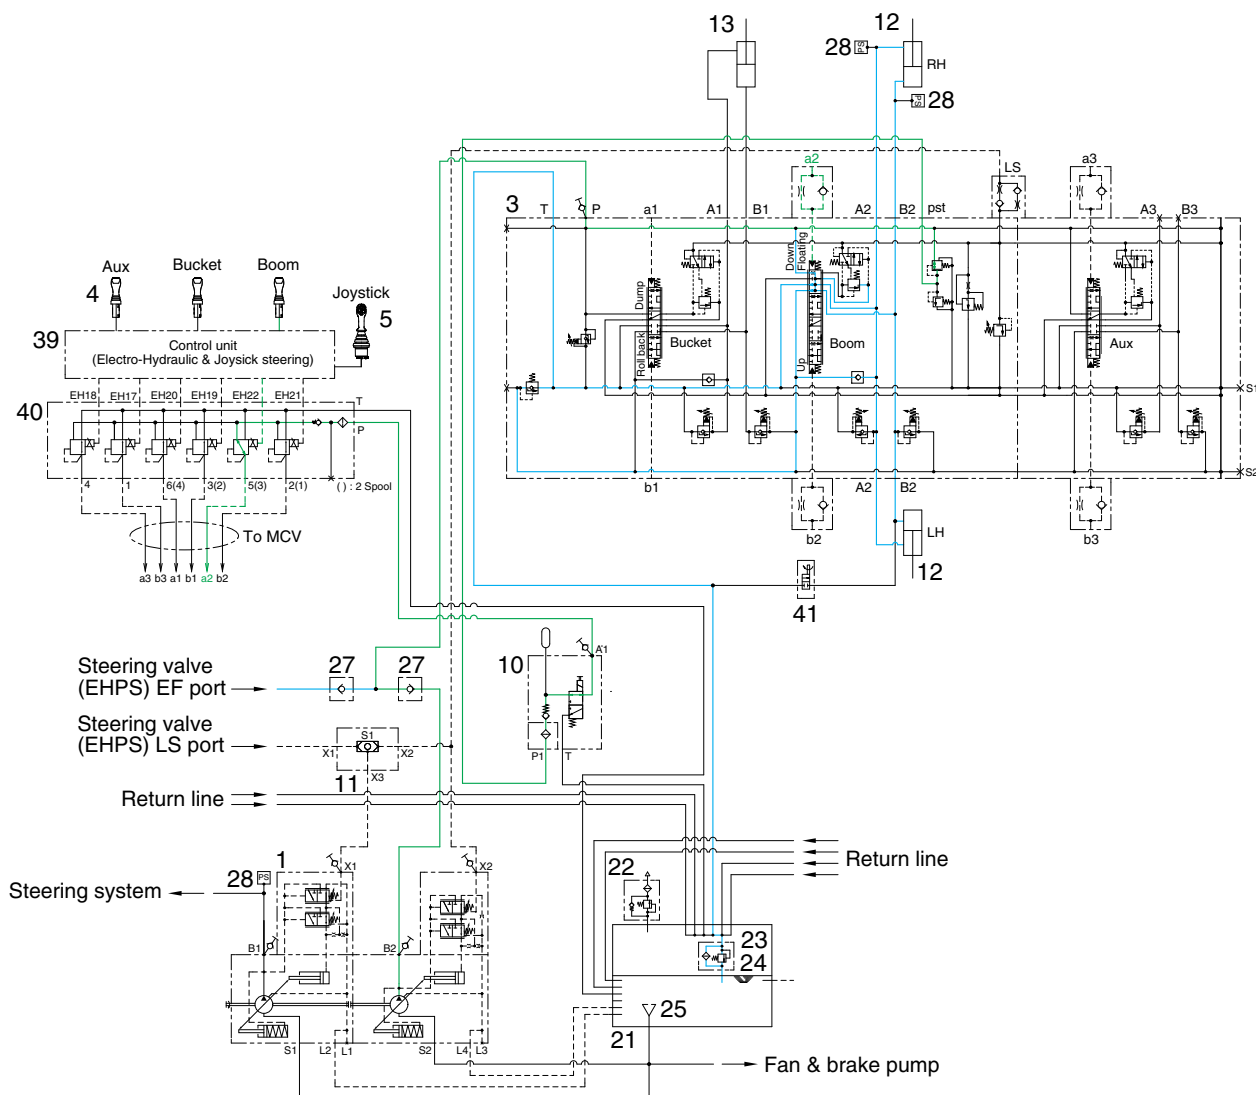 13
12
28
PS
RH
PS
28
a2
a3
LS
3
T
P
a1
A1
B1
A2
B2
pst
A3
B3
Down
Floating
Dump
Roll back
Up
Bucket
Boom
Aux
S1
S2
b1
A2
B2
b2
b3
LH
12
41
Aux
Bucket
Boom
Joystick
4
5
39
Control unit
(Electro-Hydraulic & Joysick steering)
EH18
EH17
EH20
EH19
EH22
EH21
T
40
P
4
1
6(4)
3(2)
5(3)
2(1)
( ) : 2 Spool
To MCV
a3
b3
a1
b1
a2
b2
Steering valve
(EHPS) EF port
27
27
10
A1
Steering valve
(EHPS) LS port
S1
X1
X2
X3
11
P1
T
Return line
Return line
1
X1
X2
28
PS
Steering system
B1
B2
22
23
24
25
21
S1
L2
L1
S2
L4
L3
Fan & brake pump